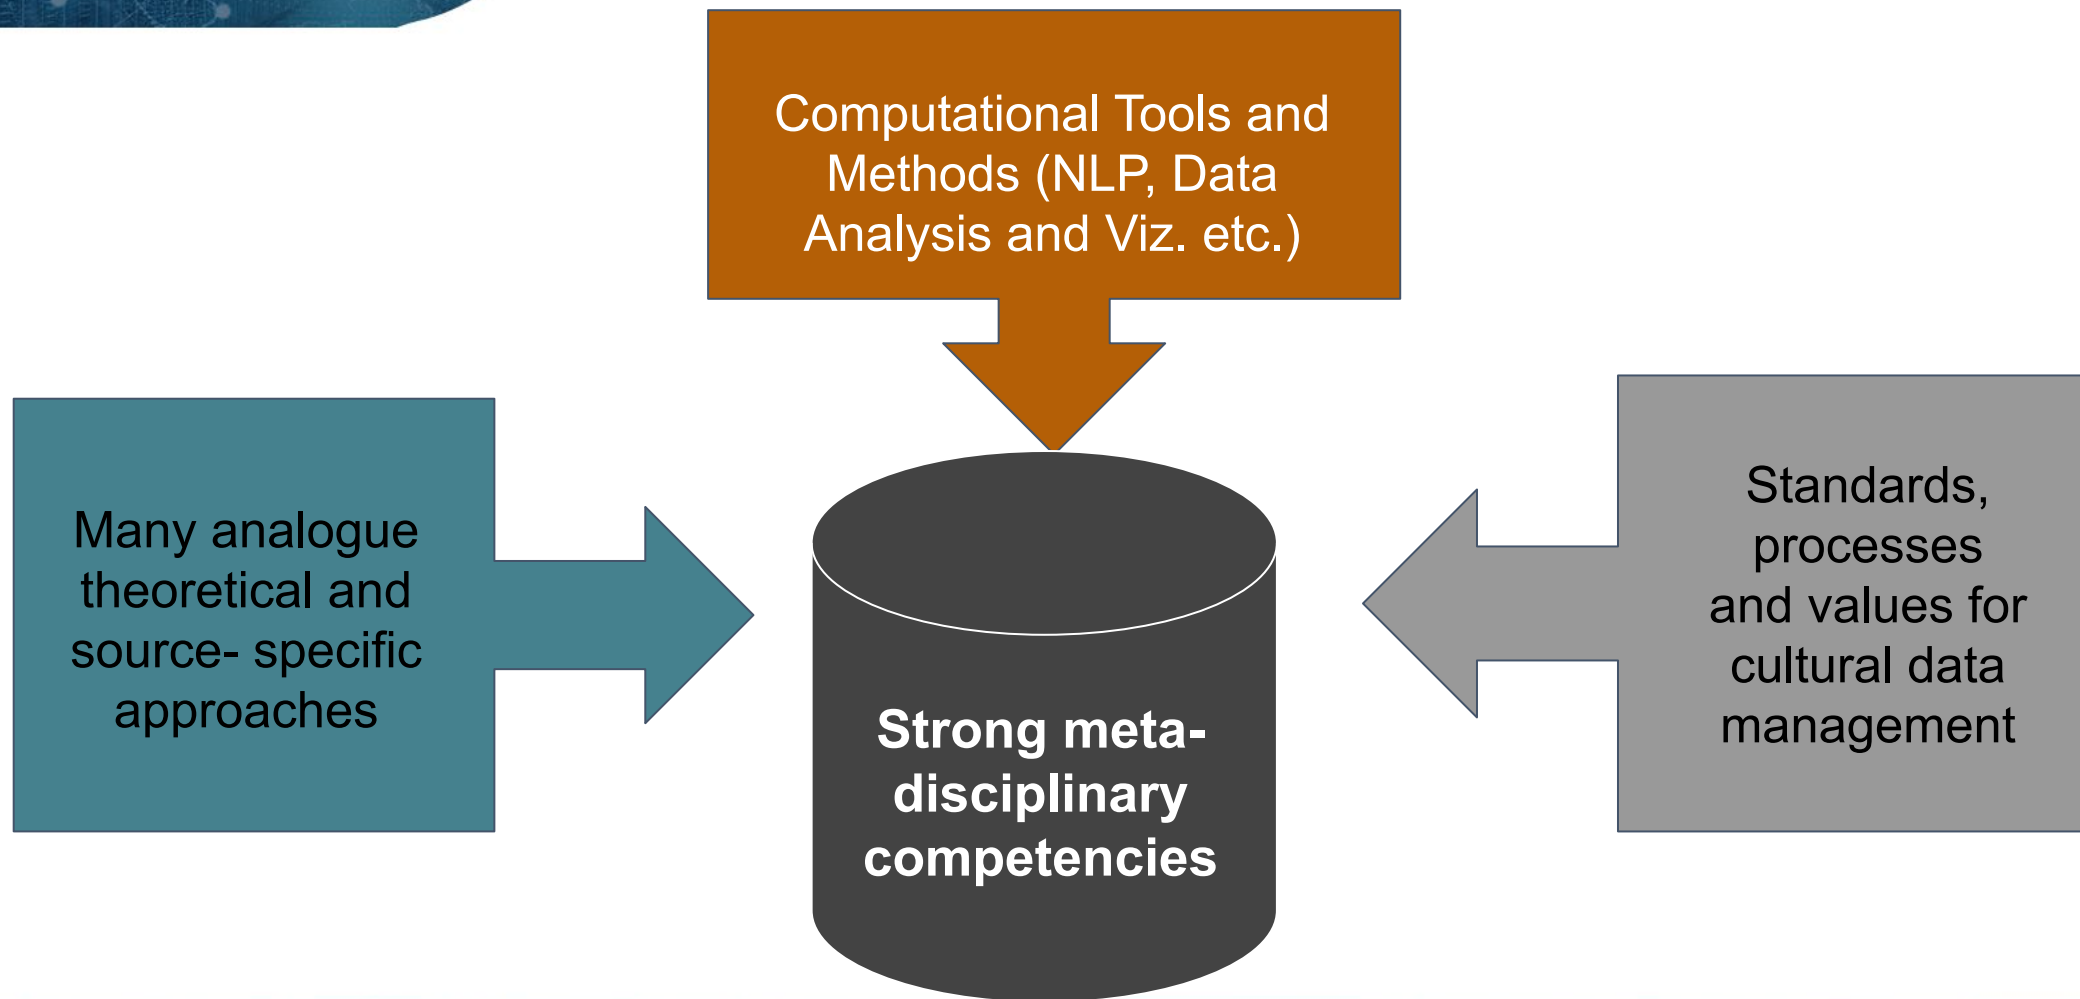 Computational Tools and
Methods (NLP, Data
Analysis and Viz. etc.)
Many analogue
theoretical and
source- specific
approaches
Strong meta-
disciplinary
competencies
Standards,
processes
and values for
cultural data
management